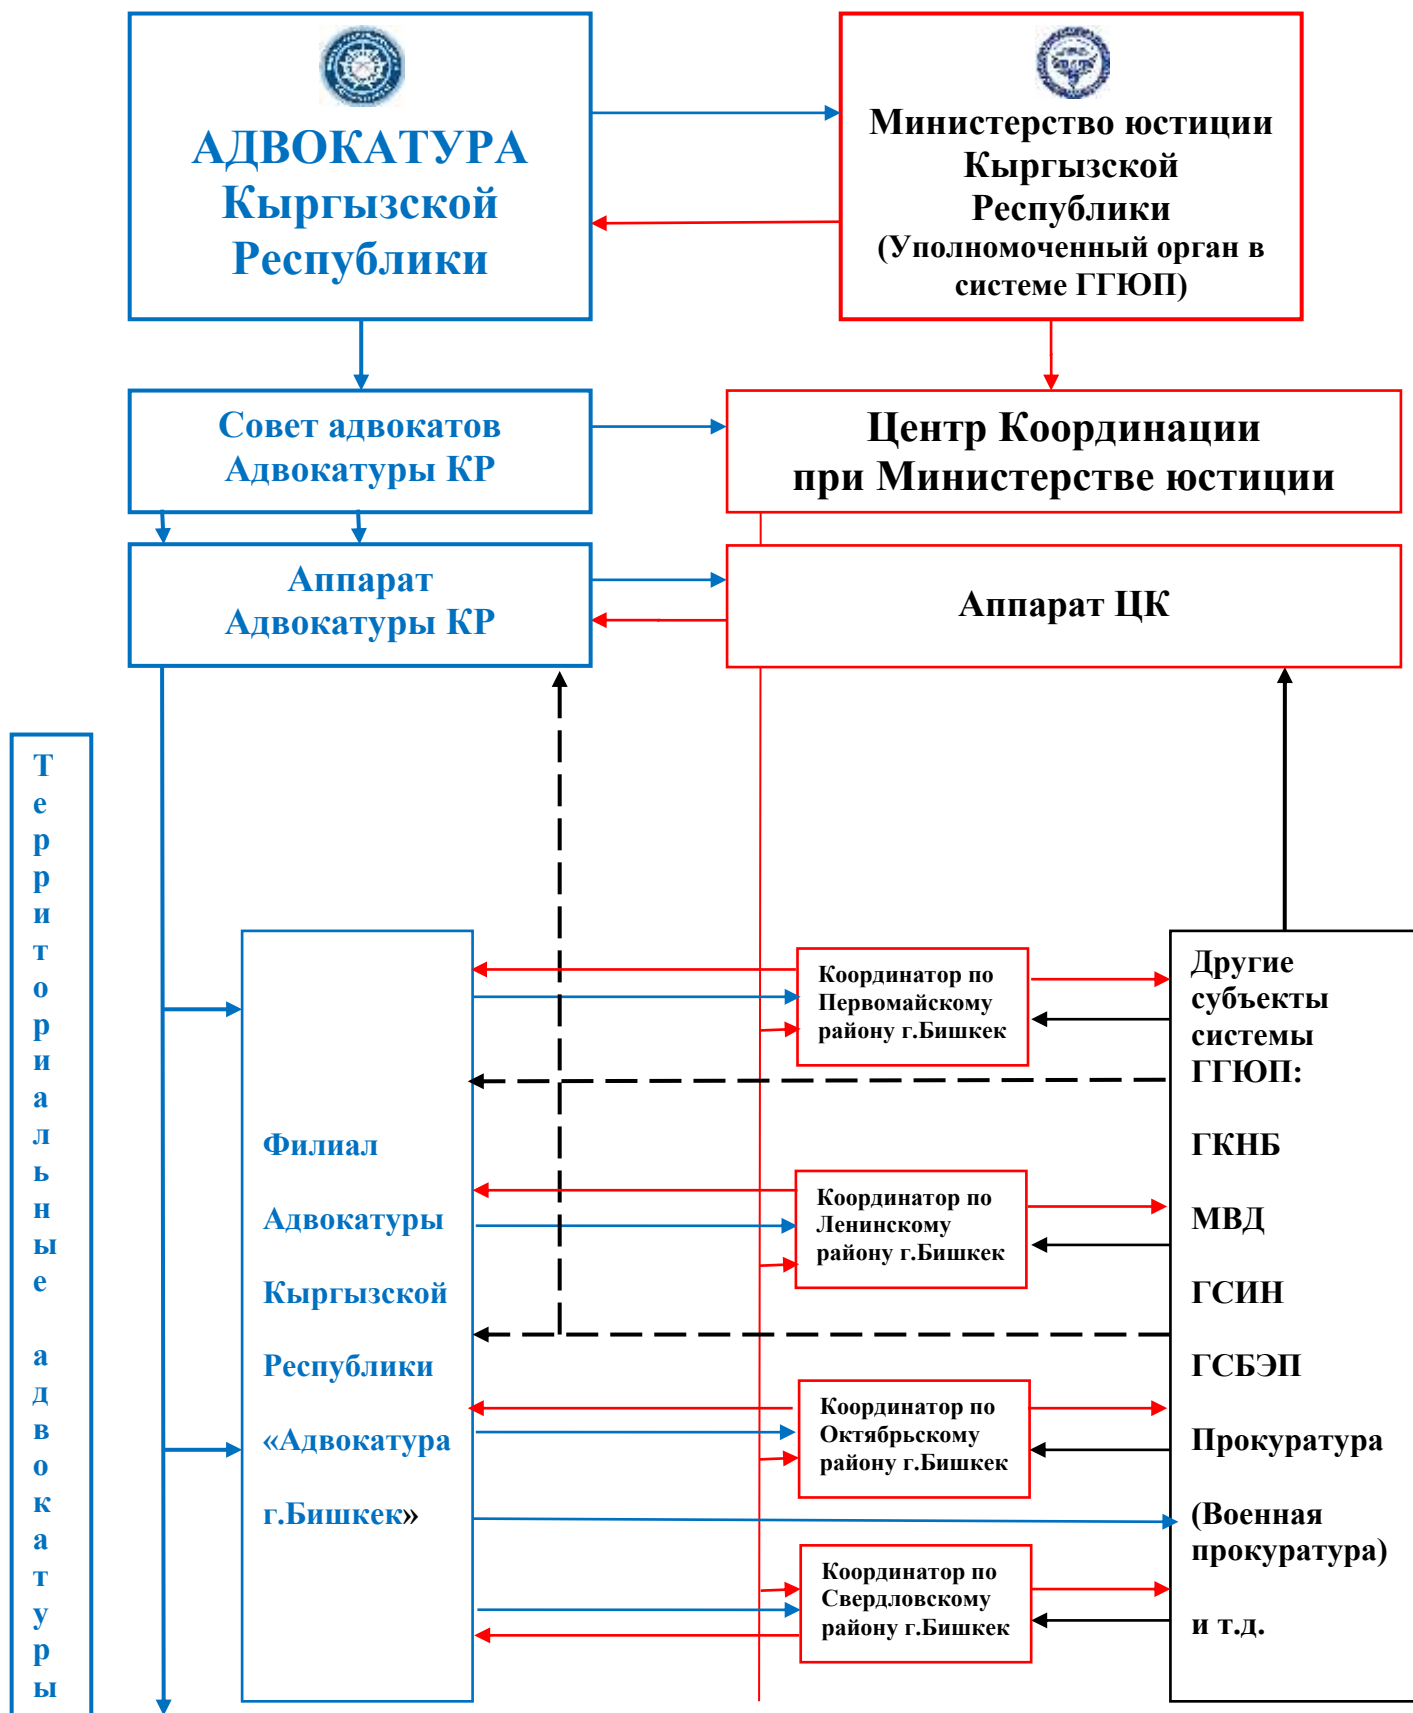 АДВОКАТУРА
Кыргызской
Республики
Министерство юстиции
Кыргызской
Республики
(Уполномоченный орган в
системе ГГЮП)
Совет адвокатов
Адвокатуры КР
Центр Координации
при Министерстве юстиции
Аппарат
Адвокатуры КР
Аппарат ЦК
Территориальные адвокатуры
Филиал
Адвокатуры
Кыргызской
Республики
«Адвокатура
г.Бишкек»
Координатор по
Первомайскому
району г.Бишкек
Координатор по
Ленинскому
району г.Бишкек
Координатор по
Октябрьскому
району г.Бишкек
Координатор по
Свердловскому
району г.Бишкек
Другие
субъекты
системы
ГГЮП:
ГКНБ
МВД
ГСИН
ГСБЭП
Прокуратура
(Военная
прокуратура)
и т.д.